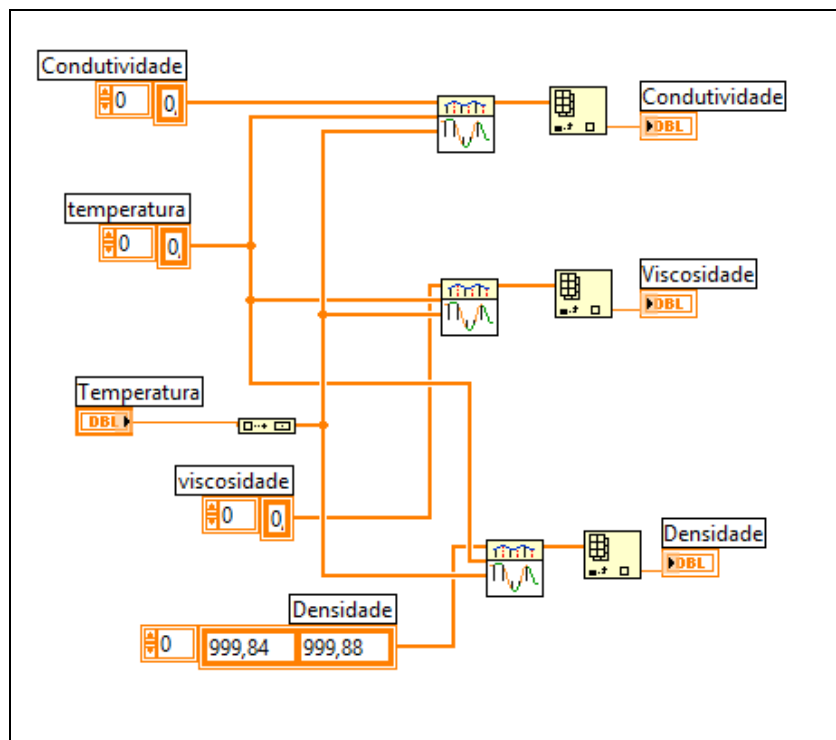 Condutividade
0 0,
Condutividade
DBL
temperatura
0 0,
Viscosidade
DBL
Temperatura
DBL
viscosidade
0 0,
Densidade
DBL
Densidade
0 999,84 999,88